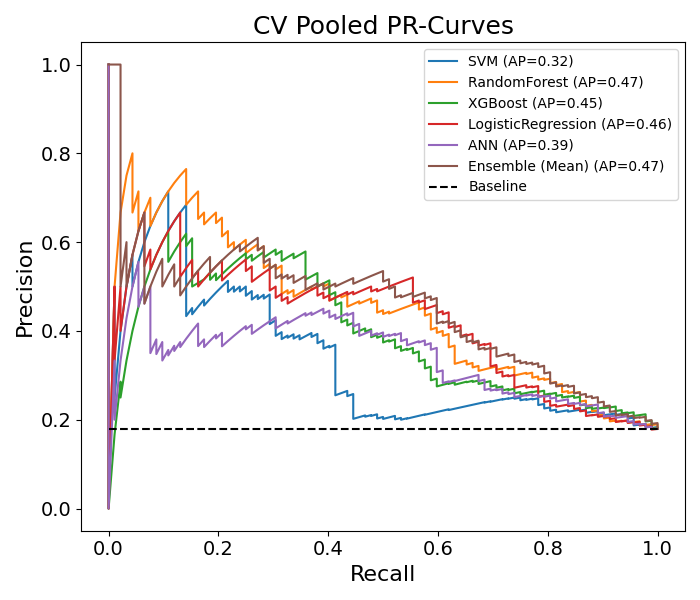 CV Pooled PR-Curves
SVM (AP=0.32)
RandomForest (AP=0.47)
XGBoost (AP=0.45)
LogisticRegression (AP=0.46)
ANN (AP=0.39)
Ensemble (Mean) (AP=0.47)
Baseline
Precision
1.0
0.8
0.6
0.4
0.2
0.0
0.0 0.2 0.4 0.6 0.8 1.0
Recall